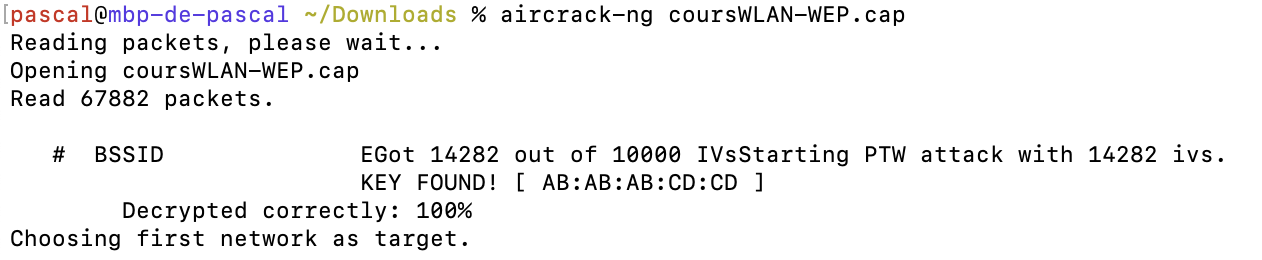 [pascal@mbp-de-pascal ~/Downloads % aircrack-ng coursWLAN-WEP.cap
Reading packets, please wait...
Opening coursWLAN-WEP.cap
Read 67882 packets.
# BSSID EGot 14282 out of 10000 IVsStarting PTW attack with 14282 ivs.
KEY FOUND! [ AB:AB:AB:CD:CD ]
Decrypted correctly: 100%
Choosing first network as target.